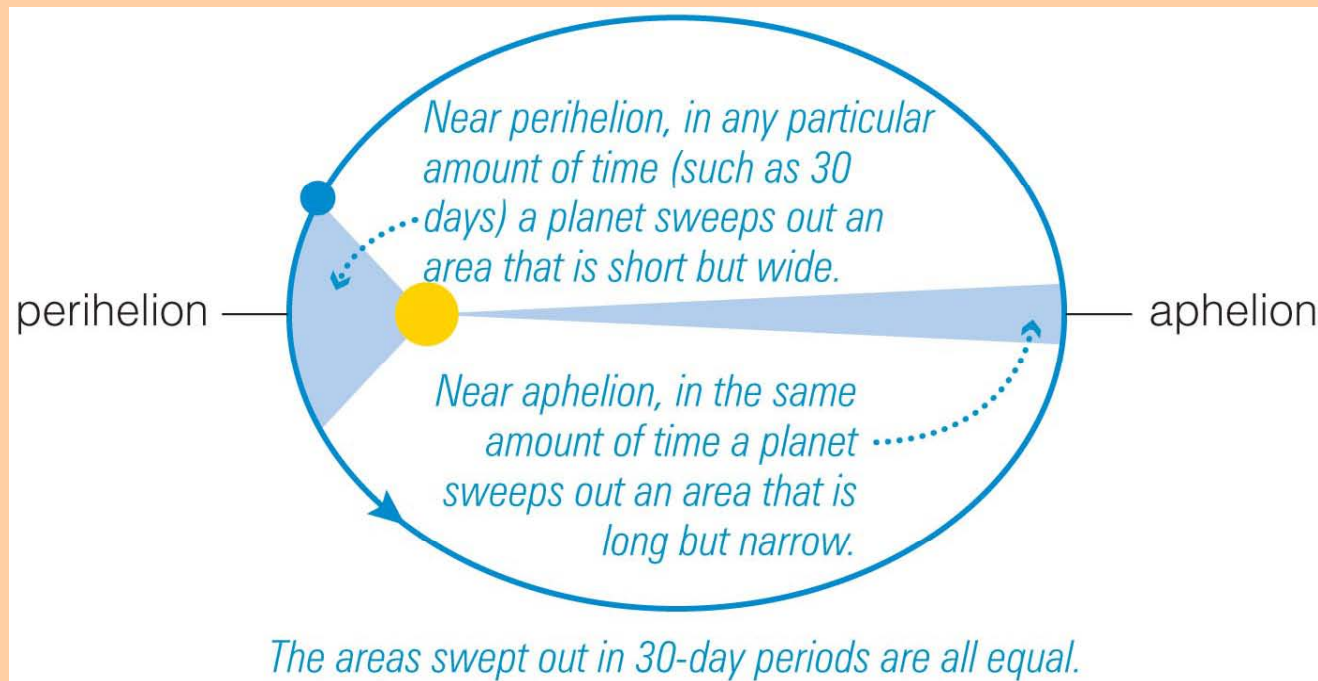 Near perihelion, in any particular
amount of time (such as 30
days) a planet sweeps out an
area that is short but wide.
perihelion
aphelion
Near aphelion, in the same
amount of time a planet
sweeps out an area that is
long but narrow.
The areas swept out in 30-day periods are all equal.